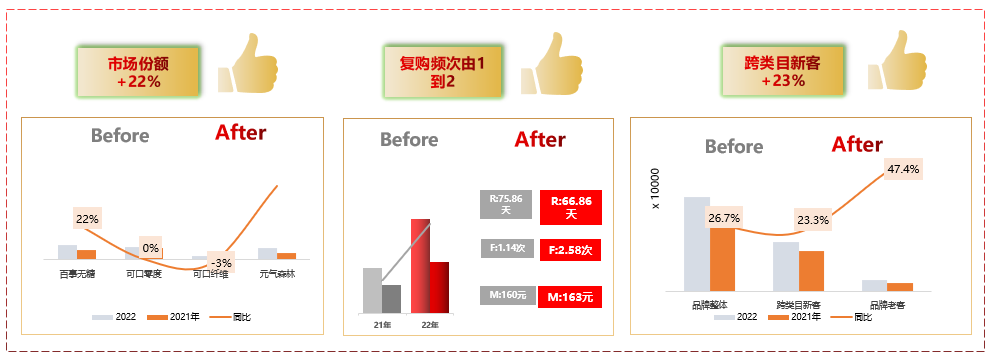 市场份额
+22%
复购频次由1
到2
跨类目新客
+23%
Before
After
22%
0%
-3%
百事无糖
可口零度
可口纤维
元气森林
2022
2021年
同比
Before
After
R:75.86
天
R:66.86
天
F:1.14次
F:2.58次
M:160元
M:163元
21年
22年
Before
After
x 10000
26.7%
23.3%
47.4%
品牌整体
跨类目新客
品牌老客
2022
2021年
同比